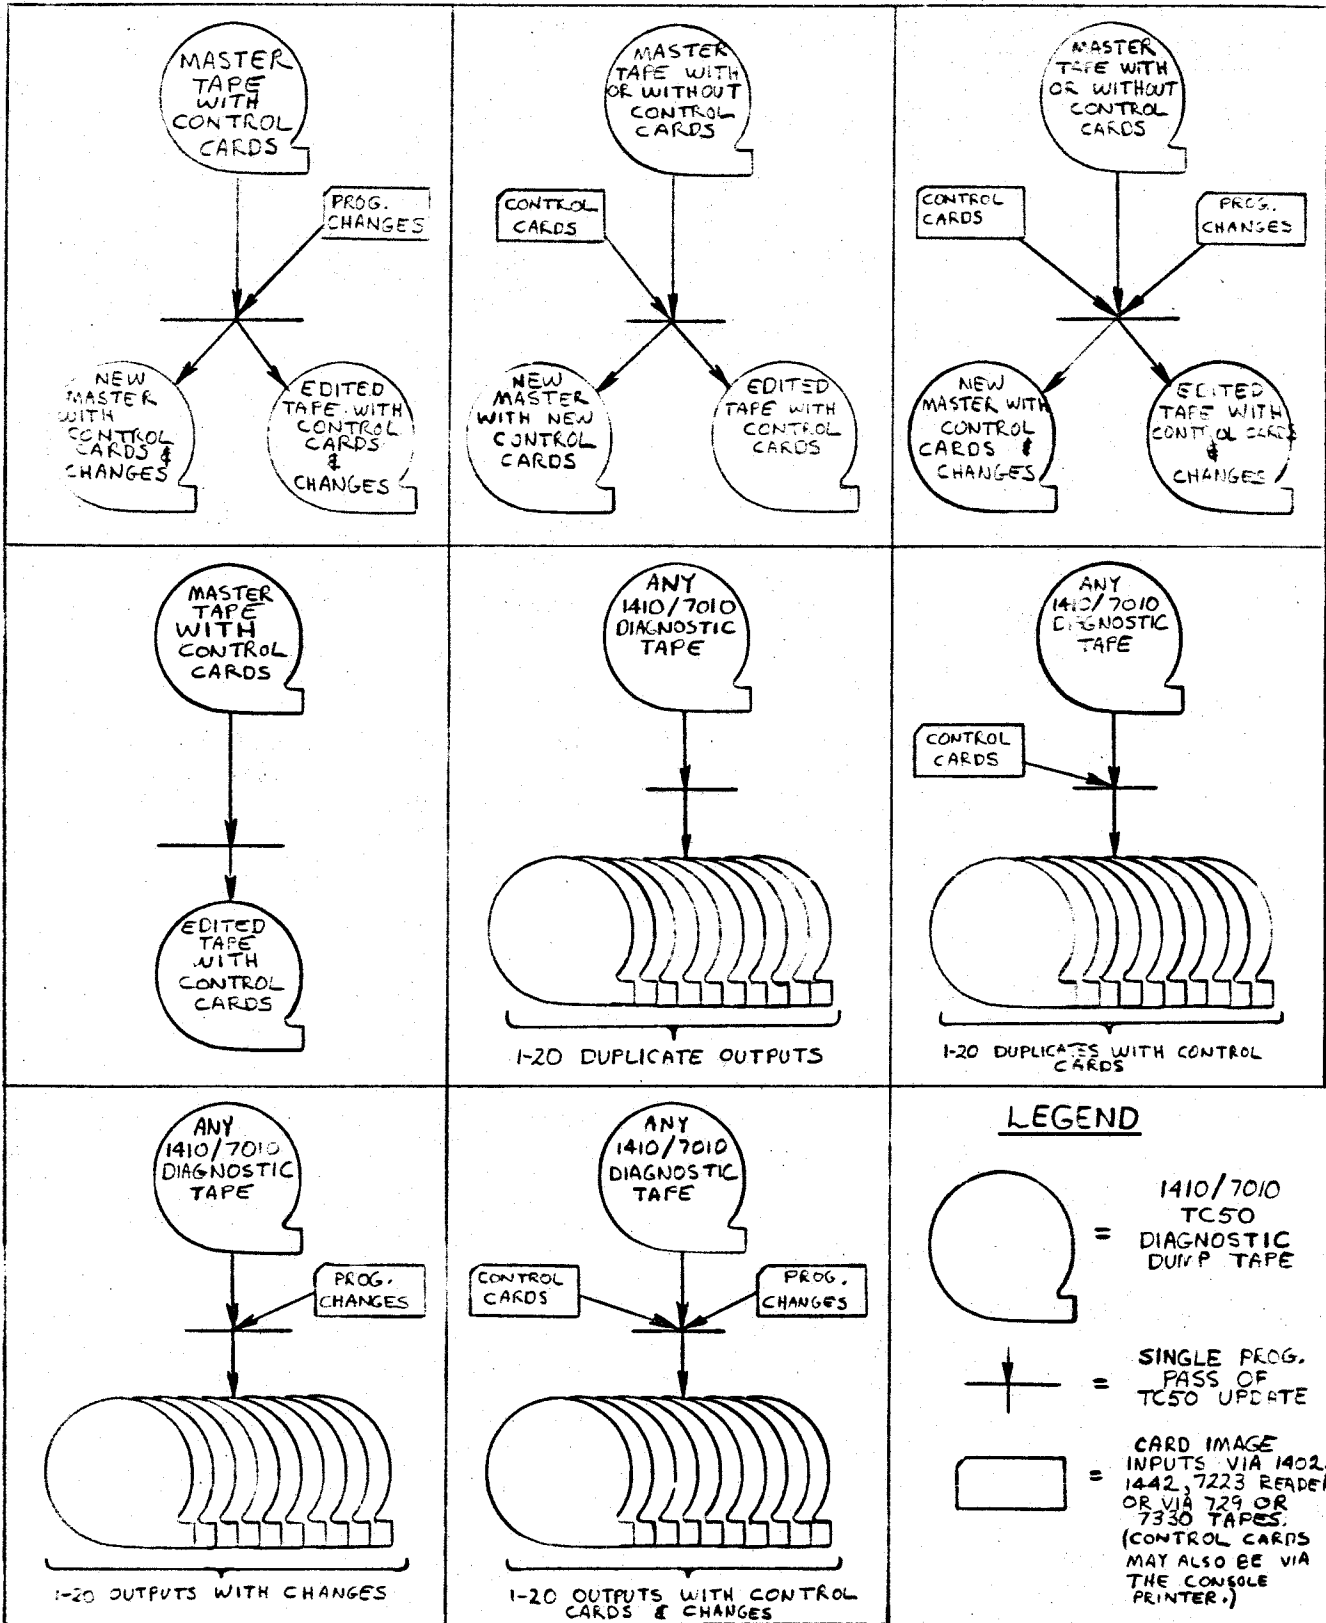 MASTER
TAPE
WITH
CONTROL
CARDS
PROG.
CHANGES
NEW
MASTER
WITH
CONTROL
CARDS &
CHANGES
EDITED
TAPE WITH
CONTROL
CARDS
&
CHANGES
MASTER
TAPE WITH
OR WITHOUT
CONTROL
CARDS
CONTROL
CARDS
NEW
MASTER
WITH NEW
CONTROL
CARDS
EDITED
TAPE WITH
CONTROL
CARDS
MASTER
TAPE WITH
OR WITHOUT
CONTROL
CARDS
CONTROL
CARDS
PROG.
CHANGES
NEW
MASTER WITH
CONTROL
CARDS &
CHANGES
EDITED
TAPE WITH
CONTROL CARDS
&
CHANGES
MASTER
TAPE
WITH
CONTROL
CARDS
EDITED
TAPE
WITH
CONTROL
CARDS
ANY
1410/7010
DIAGNOSTIC
TAPE
1-20 DUPLICATE OUTPUTS
ANY
1410/7010
DIAGNOSTIC
TAPE
CONTROL
CARDS
1-20 DUPLICATES WITH CONTROL
CARDS
ANY
1410/7010
DIAGNOSTIC
TAPE
PROG.
CHANGES
1-20 OUTPUTS WITH CHANGES
ANY
1410/7010
DIAGNOSTIC
TAPE
CONTROL
CARDS
PROG.
CHANGES
1-20 OUTPUTS WITH CONTROL
CARDS & CHANGES
LEGEND
=
1410/7010
TC50
DIAGNOSTIC
DUMP TAPE
=
SINGLE PROG.
PASS OF
TC50 UPDATE
=
CARD IMAGE
INPUTS VIA 1402,
1442, 7223 READER
OR VIA 729 OR
7330 TAPES.
(CONTROL CARDS
MAY ALSO BE VIA
THE CONSOLE
PRINTER.)